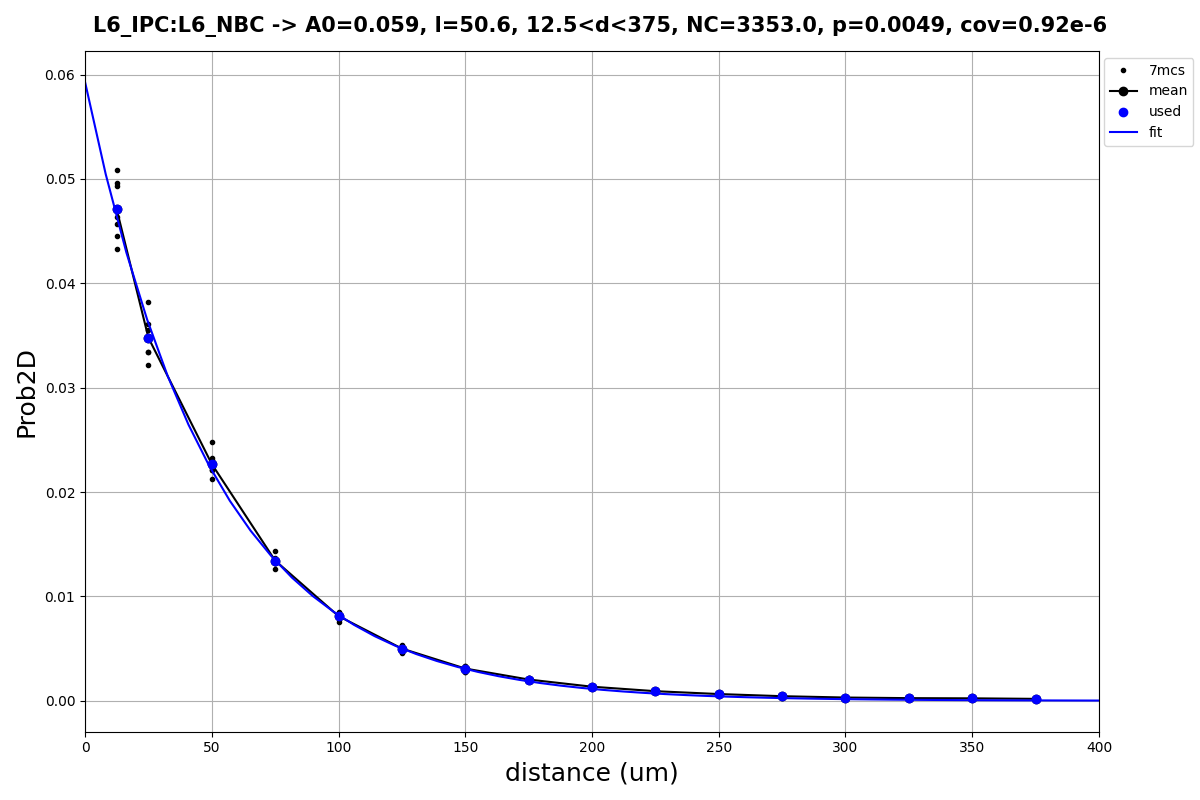 L6_IPC:L6_NBC -> A0=0.059, l=50.6, 12.5<d<375, NC=3353.0, p=0.0049, cov=0.92e-6
7mcs
mean
used
fit
0.06
0.05
0.04
0.03
0.02
0.01
0.00
Prob2D
0 50 100 150 200 250 300 350 400
distance (um)